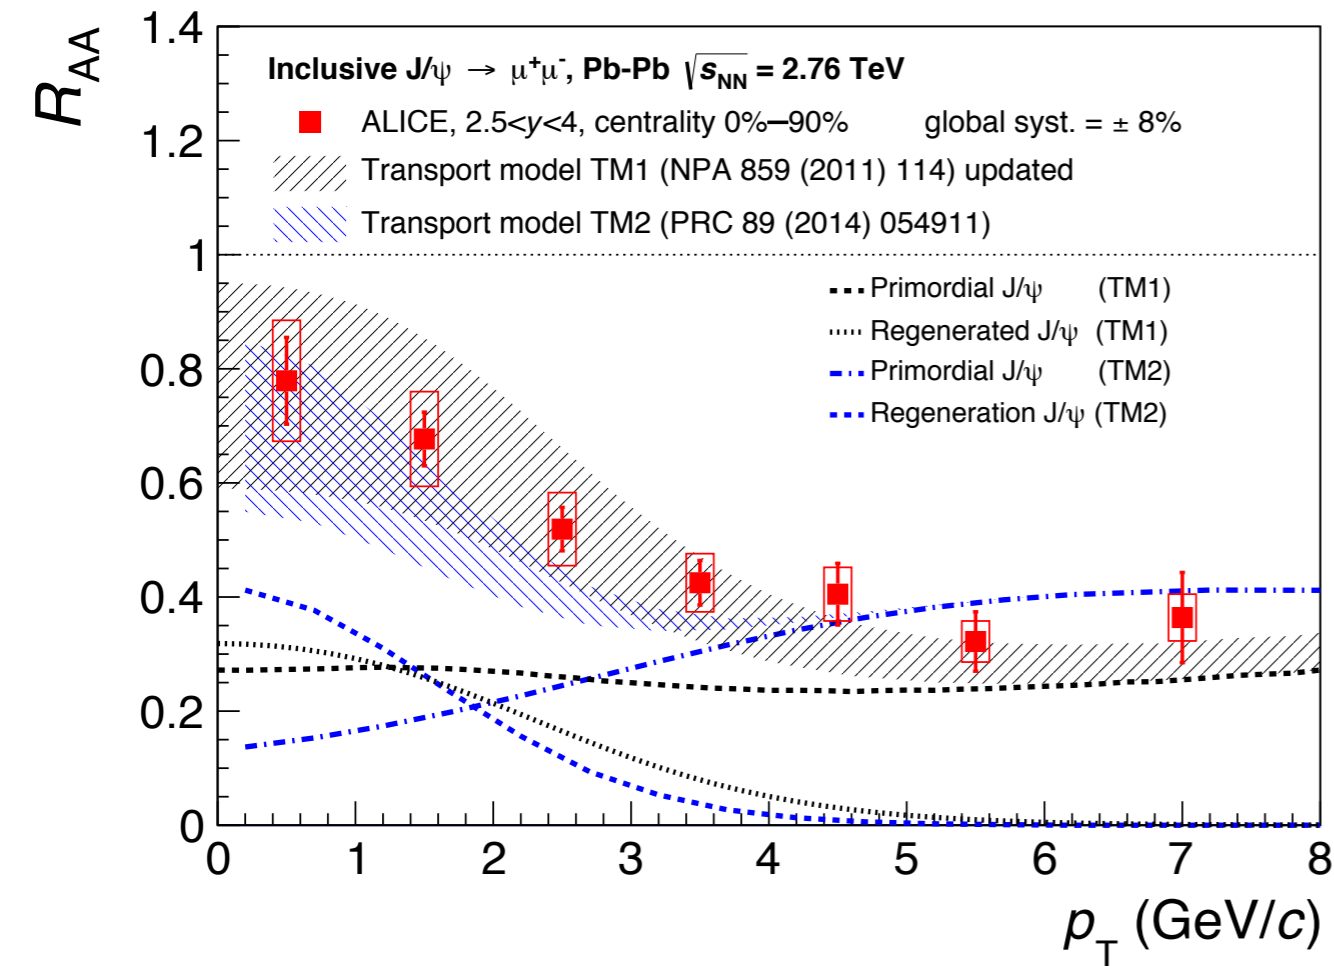 R_AA
1.4
1.2
1
0.8
0.6
0.4
0.2
0
Inclusive J/ψ → μ⁺μ⁻, Pb-Pb √s_NN = 2.76 TeV
ALICE, 2.5<y<4, centrality 0%–90% global syst. = ± 8%
Transport model TM1 (NPA 859 (2011) 114) updated
Transport model TM2 (PRC 89 (2014) 054911)
Primordial J/ψ (TM1)
Regenerated J/ψ (TM1)
Primordial J/ψ (TM2)
Regeneration J/ψ (TM2)
0 1 2 3 4 5 6 7 8
p_T (GeV/c)